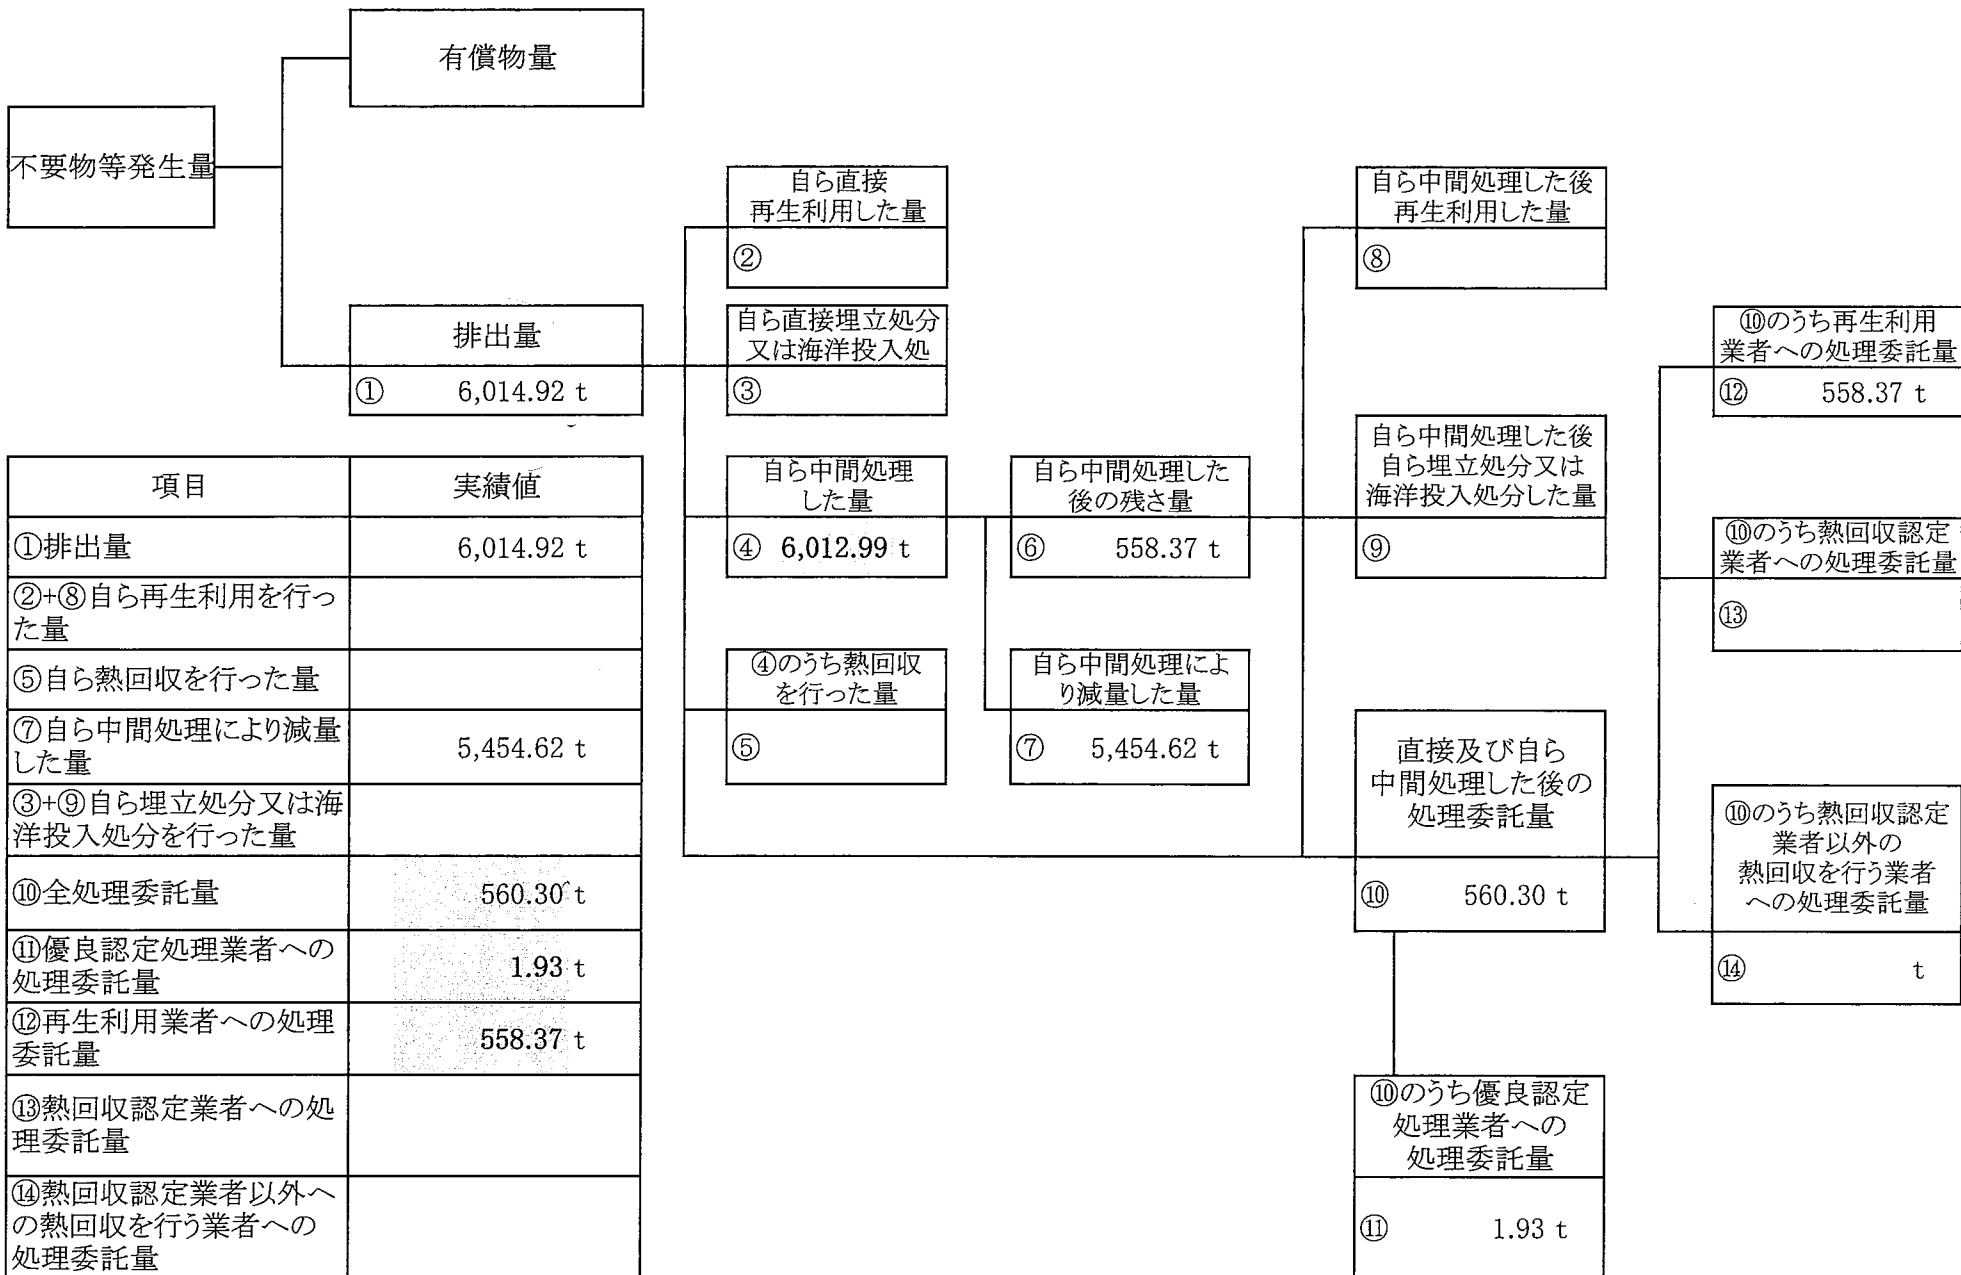 有償物量
不要物等発生量
排出量
① 6,014.92 t
自ら直接
再生利用した量
②
自ら直接埋立処分
又は海洋投入処
③
自ら中間処理
した量
④ 6,012.99 t
④のうち熱回収
を行った量
⑤
自ら中間処理した
後の残さ量
⑥ 558.37 t
自ら中間処理によ
り減量した量
⑦ 5,454.62 t
自ら中間処理した後
再生利用した量
⑧
自ら中間処理した後
自ら埋立処分又は
海洋投入処分した量
⑨
直接及び自ら
中間処理した後の
処理委託量
⑩ 560.30 t
⑩のうち優良認定
処理業者への
処理委託量
⑪ 1.93 t
⑩のうち再生利用
業者への処理委託量
⑫ 558.37 t
⑩のうち熱回収認定
業者への処理委託量
⑬
⑩のうち熱回収認定
業者以外の
熱回収を行う業者
への処理委託量
⑭ t
項目 実績値
①排出量 6,014.92 t
②+⑧自ら再生利用を行っ
た量
⑤自ら熱回収を行った量
⑦自ら中間処理により減量
した量 5,454.62 t
③+⑨自ら埋立処分又は海
洋投入処分を行った量
⑩全処理委託量 560.30 t
⑪優良認定処理業者への
処理委託量 1.93 t
⑫再生利用業者への処理
委託量 558.37 t
⑬熱回収認定業者への処
理委託量
⑭熱回収認定業者以外へ
の熱回収を行う業者への
処理委託量